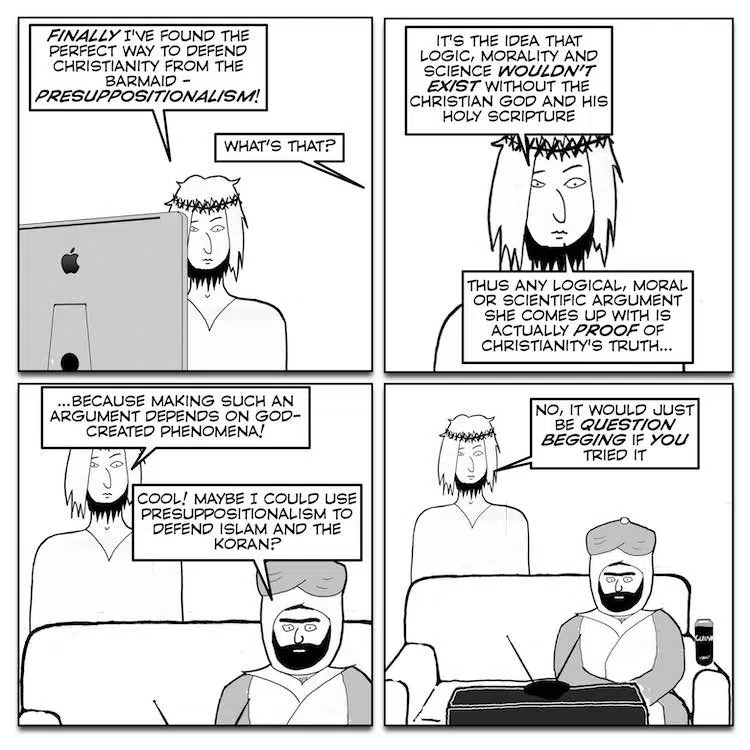 FINALLY I'VE FOUND THE
PERFECT WAY TO DEFEND
CHRISTIANITY FROM THE
BARMAID -
PRESUPPOSITIONALISM!
WHAT'S THAT?
IT'S THE IDEA THAT
LOGIC, MORALITY AND
SCIENCE WOULDN'T
EXIST WITHOUT THE
CHRISTIAN GOD AND HIS
HOLY SCRIPTURE
THUS ANY LOGICAL, MORAL
OR SCIENTIFIC ARGUMENT
SHE COMES UP WITH IS
ACTUALLY PROOF OF
CHRISTIANITY'S TRUTH...
...BECAUSE MAKING SUCH AN
ARGUMENT DEPENDS ON GOD-
CREATED PHENOMENA!
COOL! MAYBE I COULD USE
PRESUPPOSITIONALISM TO
DEFEND ISLAM AND THE
KORAN?
NO, IT WOULD JUST
BE QUESTION
BEGGING IF YOU
TRIED IT